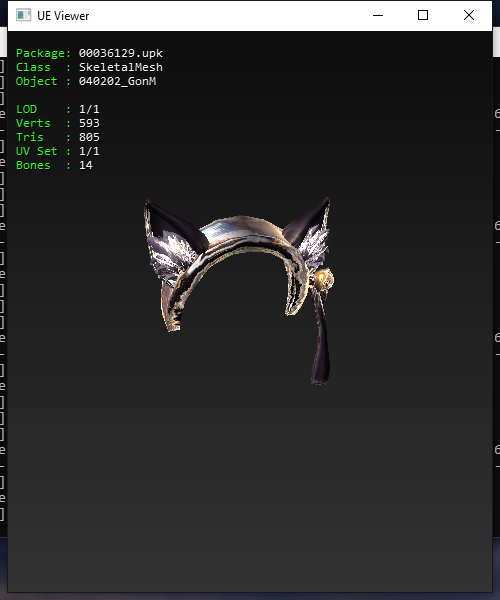 UE Viewer
Package: 00036129.upk
Class  : SkeletalMesh
Object : 040202_GonM
LOD    : 1/1
Verts  : 593
Tris   : 805
UV Set : 1/1
Bones  : 14